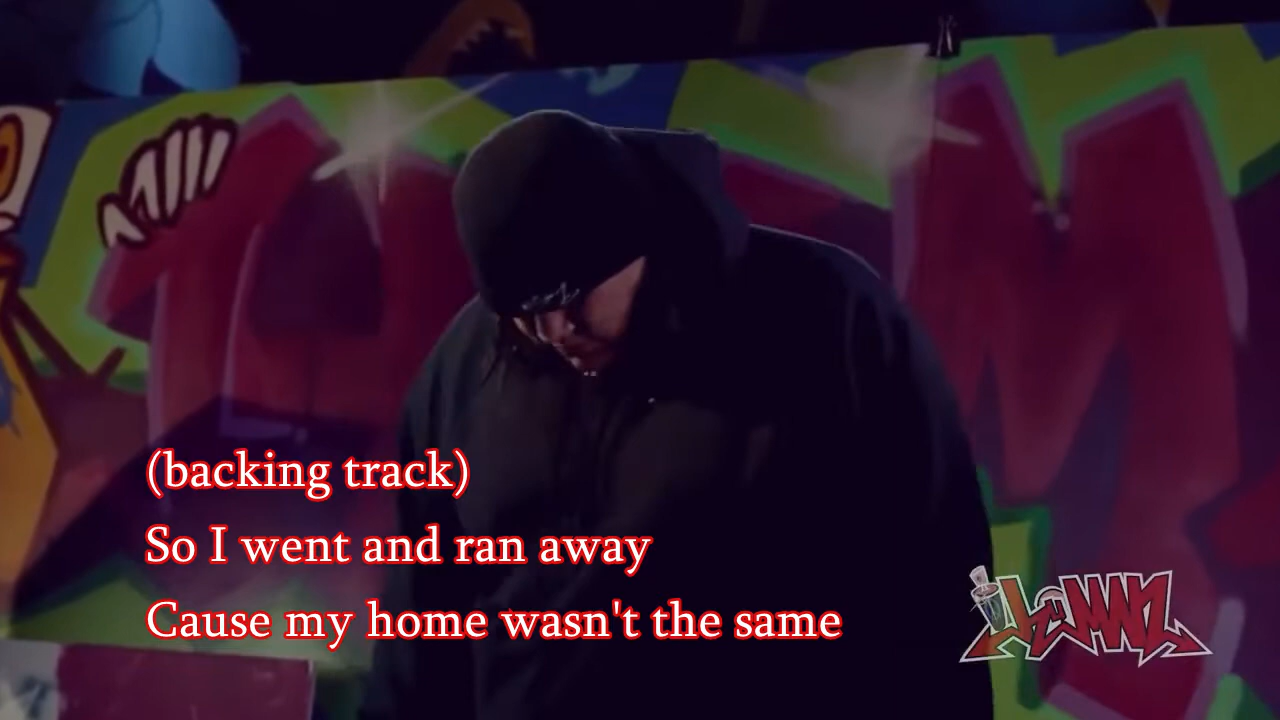 (backing track)
So I went and ran away
Cause my home wasn't the same